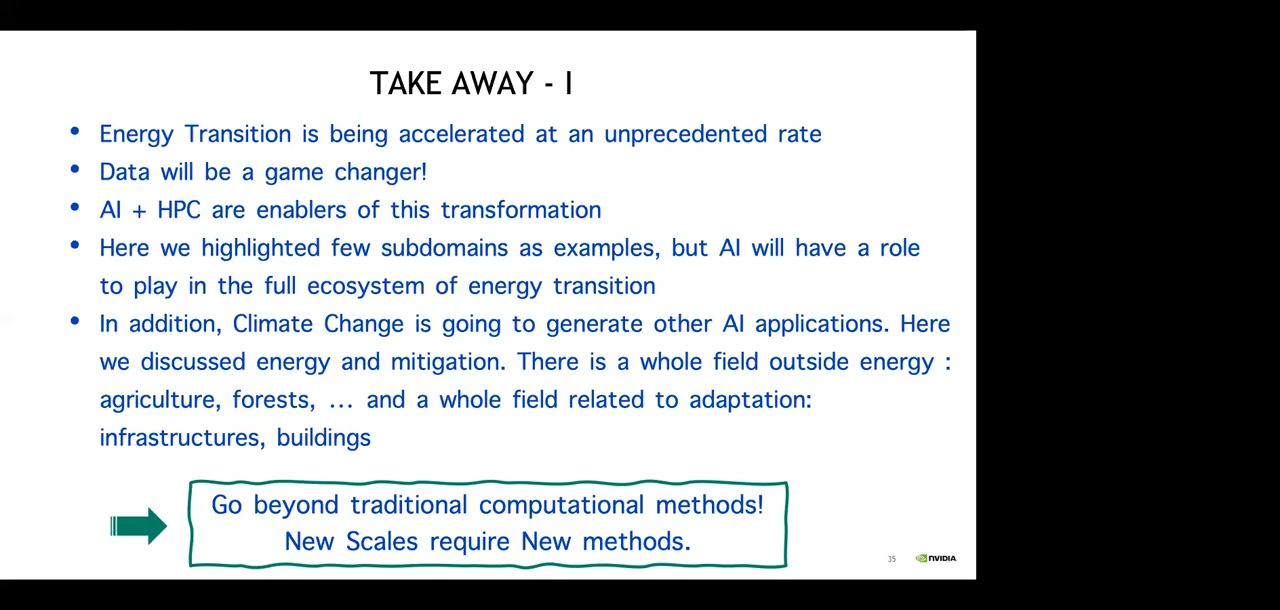 TAKE AWAY - I
• Energy Transition is being accelerated at an unprecedented rate
• Data will be a game changer!
• AI + HPC are enablers of this transformation
• Here we highlighted few subdomains as examples, but AI will have a role
to play in the full ecosystem of energy transition
• In addition, Climate Change is going to generate other AI applications. Here
we discussed energy and mitigation. There is a whole field outside energy :
agriculture, forests, ... and a whole field related to adaptation:
infrastructures, buildings
Go beyond traditional computational methods!
New Scales require New methods.
35
NVIDIA